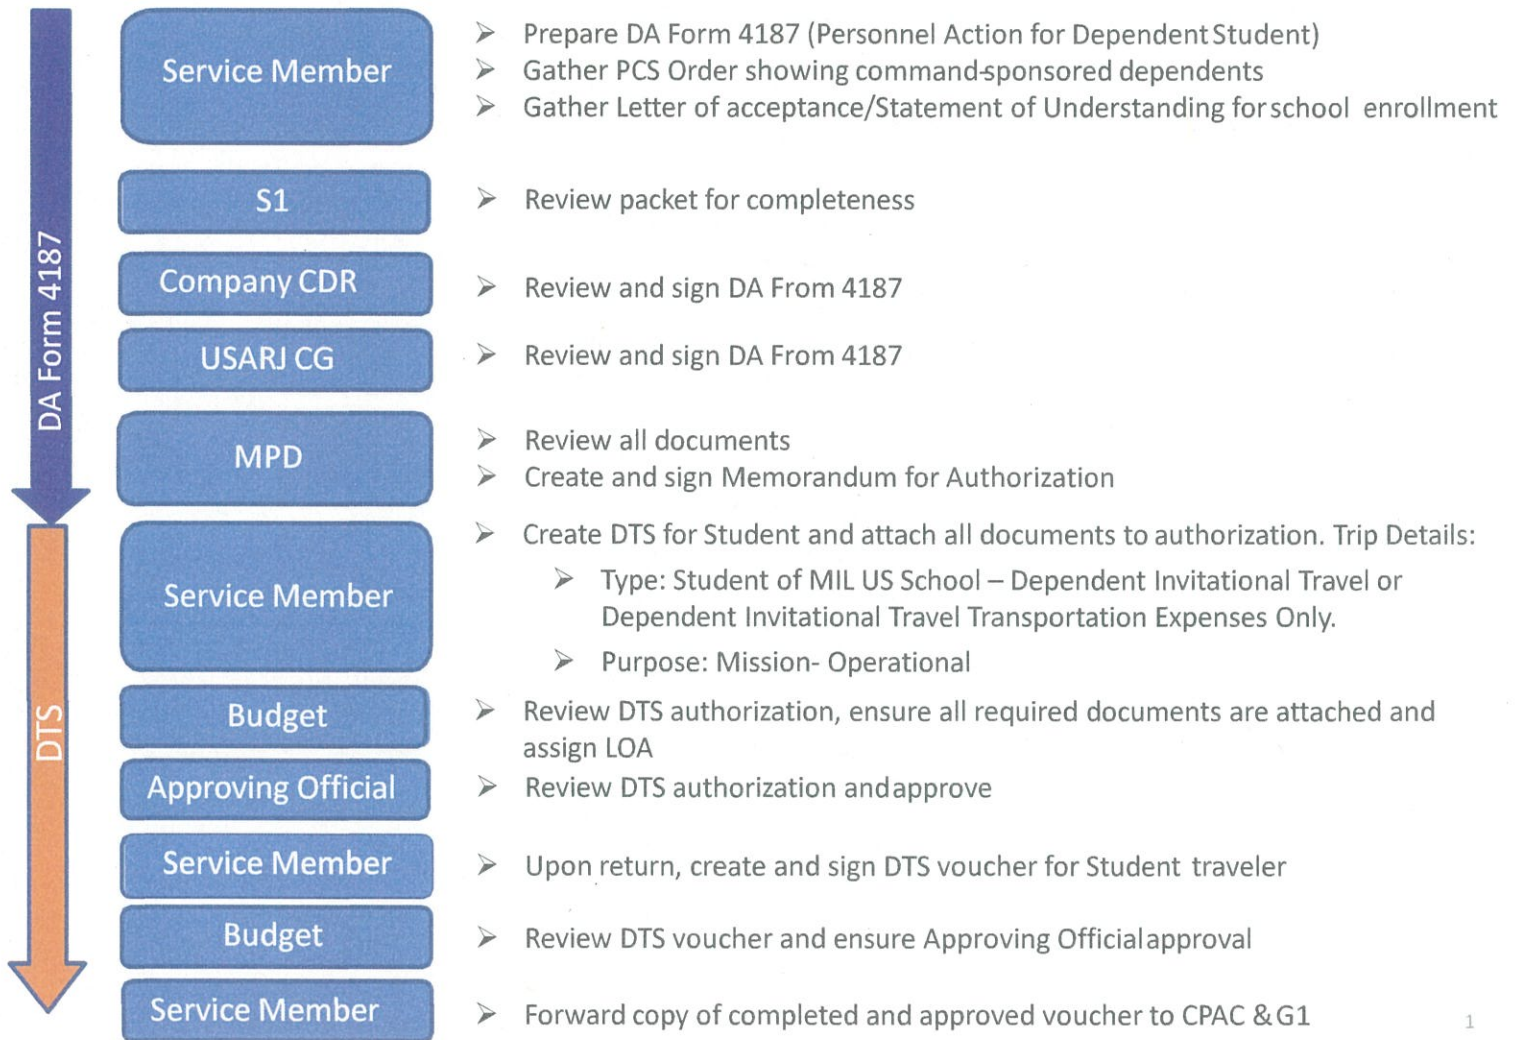 Service Member
➢ Prepare DA Form 4187 (Personnel Action for Dependent Student)
➢ Gather PCS Order showing command-sponsored dependents
➢ Gather Letter of acceptance/Statement of Understanding for school enrollment
S1
➢ Review packet for completeness
DA Form 4187
Company CDR
➢ Review and sign DA From 4187
USARJ CG
➢ Review and sign DA From 4187
MPD
➢ Review all documents
➢ Create and sign Memorandum for Authorization
Service Member
➢ Create DTS for Student and attach all documents to authorization. Trip Details:
➢ Type: Student of MIL US School – Dependent Invitational Travel or
Dependent Invitational Travel Transportation Expenses Only.
➢ Purpose: Mission- Operational
DTS
Budget
➢ Review DTS authorization, ensure all required documents are attached and
assign LOA
Approving Official
➢ Review DTS authorization and approve
Service Member
➢ Upon return, create and sign DTS voucher for Student traveler
Budget
➢ Review DTS voucher and ensure Approving Official approval
Service Member
➢ Forward copy of completed and approved voucher to CPAC & G1
1